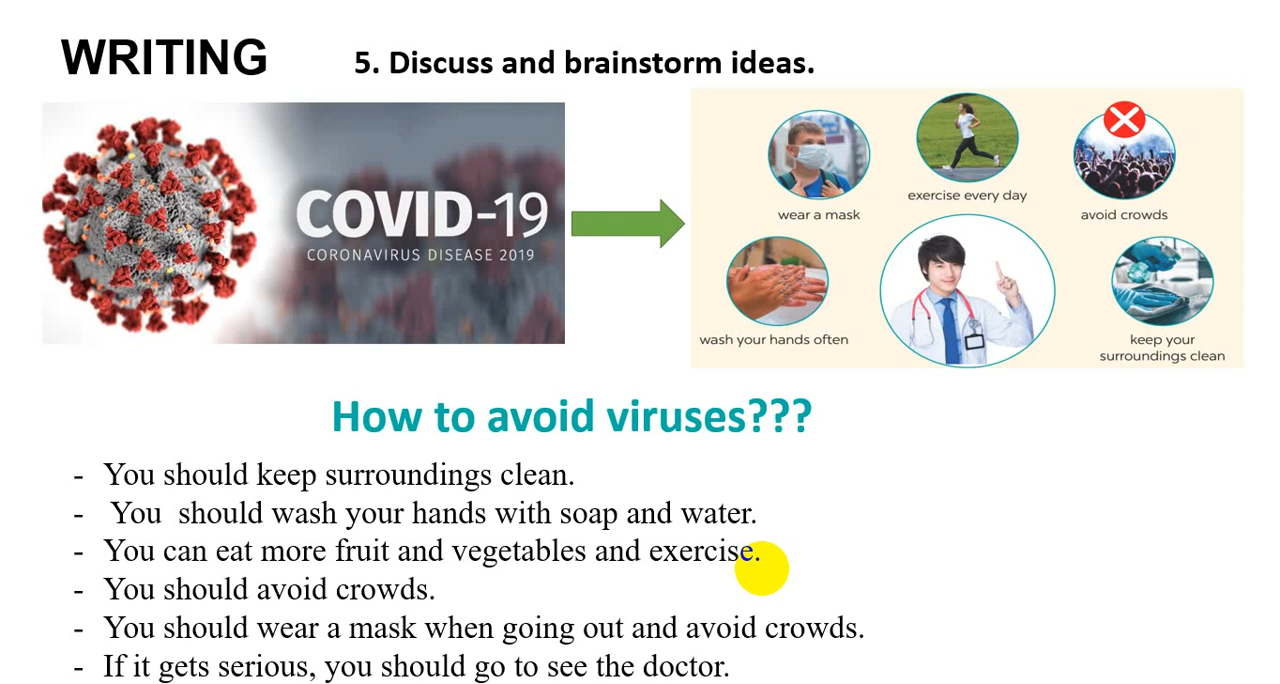 WRITING
5. Discuss and brainstorm ideas.
COVID-19
CORONAVIRUS DISEASE 2019
wear a mask
exercise every day
avoid crowds
wash your hands often
keep your
surroundings clean
How to avoid viruses???
- You should keep surroundings clean.
- You should wash your hands with soap and water.
- You can eat more fruit and vegetables and exercise.
- You should avoid crowds.
- You should wear a mask when going out and avoid crowds.
- If it gets serious, you should go to see the doctor.